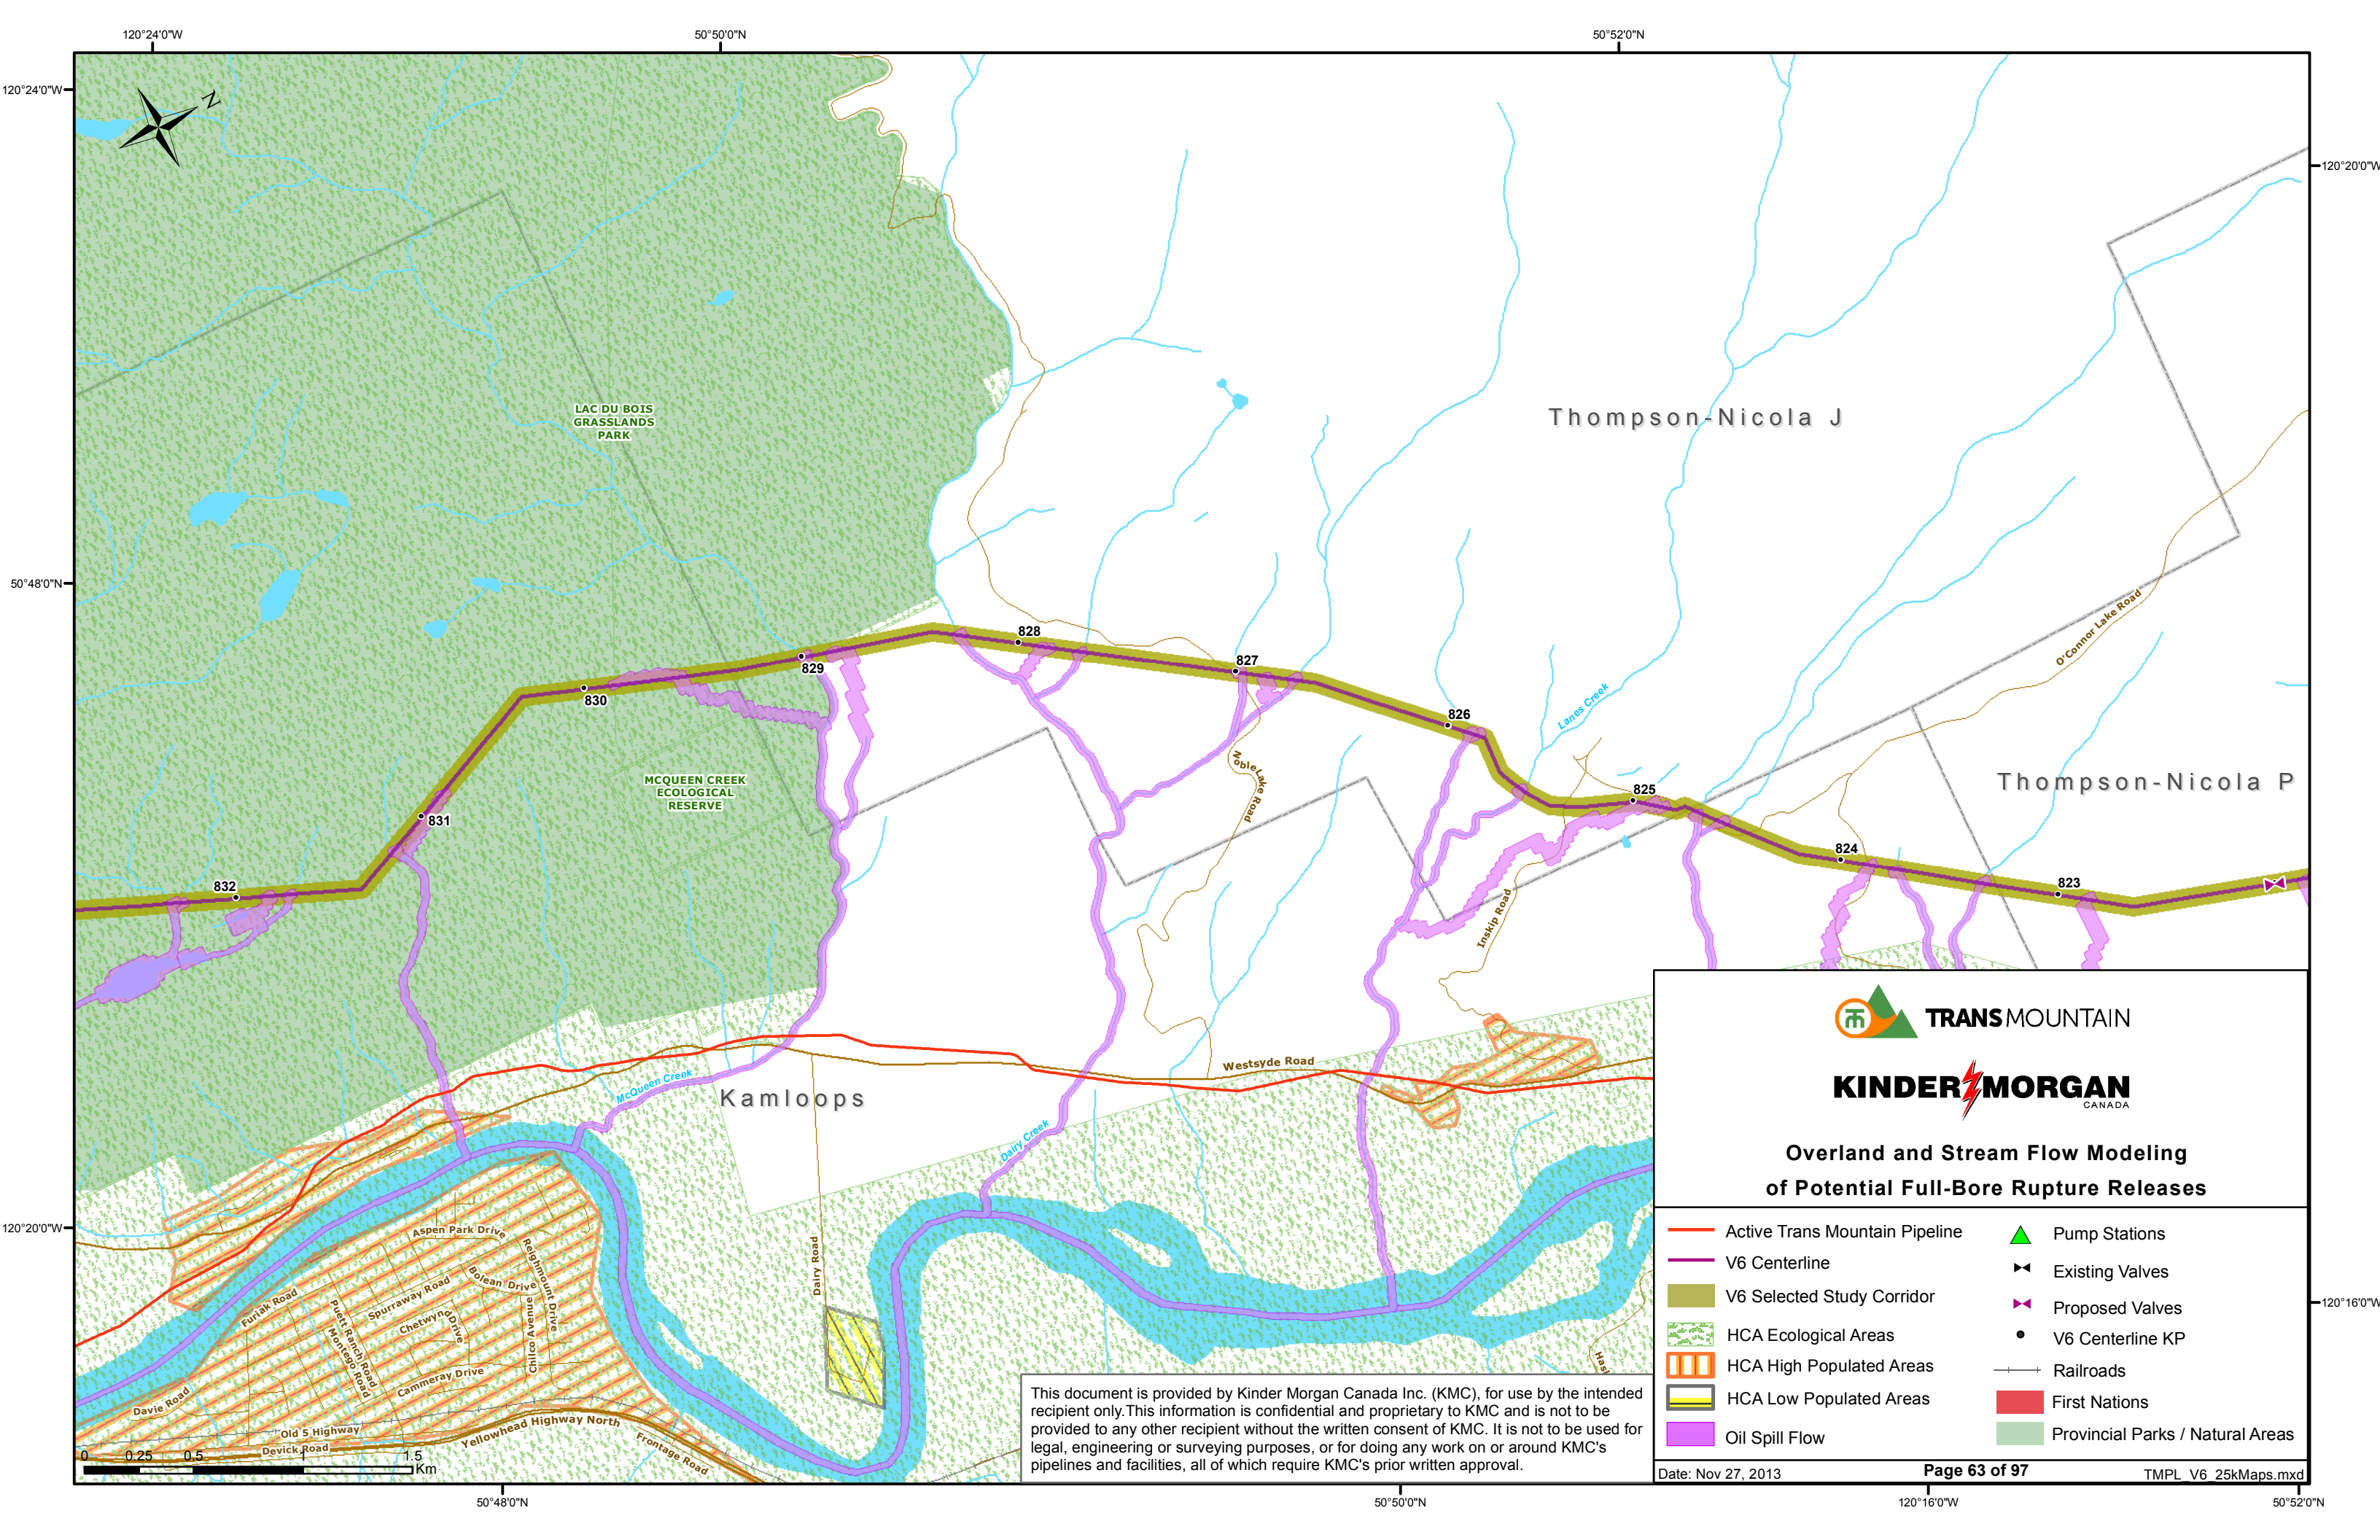 120°24'0"W
50°50'0"N
50°52'0"N
120°24'0"W
120°20'0"W
N
LAC DU BOIS
GRASSLANDS
PARK
Thompson-Nicola J
50°48'0"N
O'Connor Lake Road
828
829
827
830
Lanes Creek
826
Noble Lake Road
MCQUEEN CREEK
ECOLOGICAL
RESERVE
Thompson-Nicola P
825
831
824
832
823
Inskip Road
Westsyde Road
McQueen Creek
Kamloops
Dairy Creek
120°20'0"W
Aspen Park Drive
Reighmount Drive
Bolean Drive
Spurraway Road
Furiak Road
Puett Ranch Road
Montego Road
Chetwynd Drive
Chilco Avenue
Cammeray Drive
Davie Road
Dairy Road
Old 5 Highway
Devick Road
Yellowhead Highway North
Frontage Road
Hasl
0 0.25 0.5 1 1.5
Km
This document is provided by Kinder Morgan Canada Inc. (KMC), for use by the intended
recipient only.This information is confidential and proprietary to KMC and is not to be
provided to any other recipient without the written consent of KMC. It is not to be used for
legal, engineering or surveying purposes, or for doing any work on or around KMC's
pipelines and facilities, all of which require KMC's prior written approval.
TRANSMOUNTAIN
KINDER MORGAN
CANADA
Overland and Stream Flow Modeling
of Potential Full-Bore Rupture Releases
Active Trans Mountain Pipeline
V6 Centerline
V6 Selected Study Corridor
HCA Ecological Areas
HCA High Populated Areas
HCA Low Populated Areas
Oil Spill Flow
Pump Stations
Existing Valves
Proposed Valves
V6 Centerline KP
Railroads
First Nations
Provincial Parks / Natural Areas
Date: Nov 27, 2013
Page 63 of 97
TMPL_V6_25kMaps.mxd
120°16'0"W
50°48'0"N
50°50'0"N
120°16'0"W
50°52'0"N